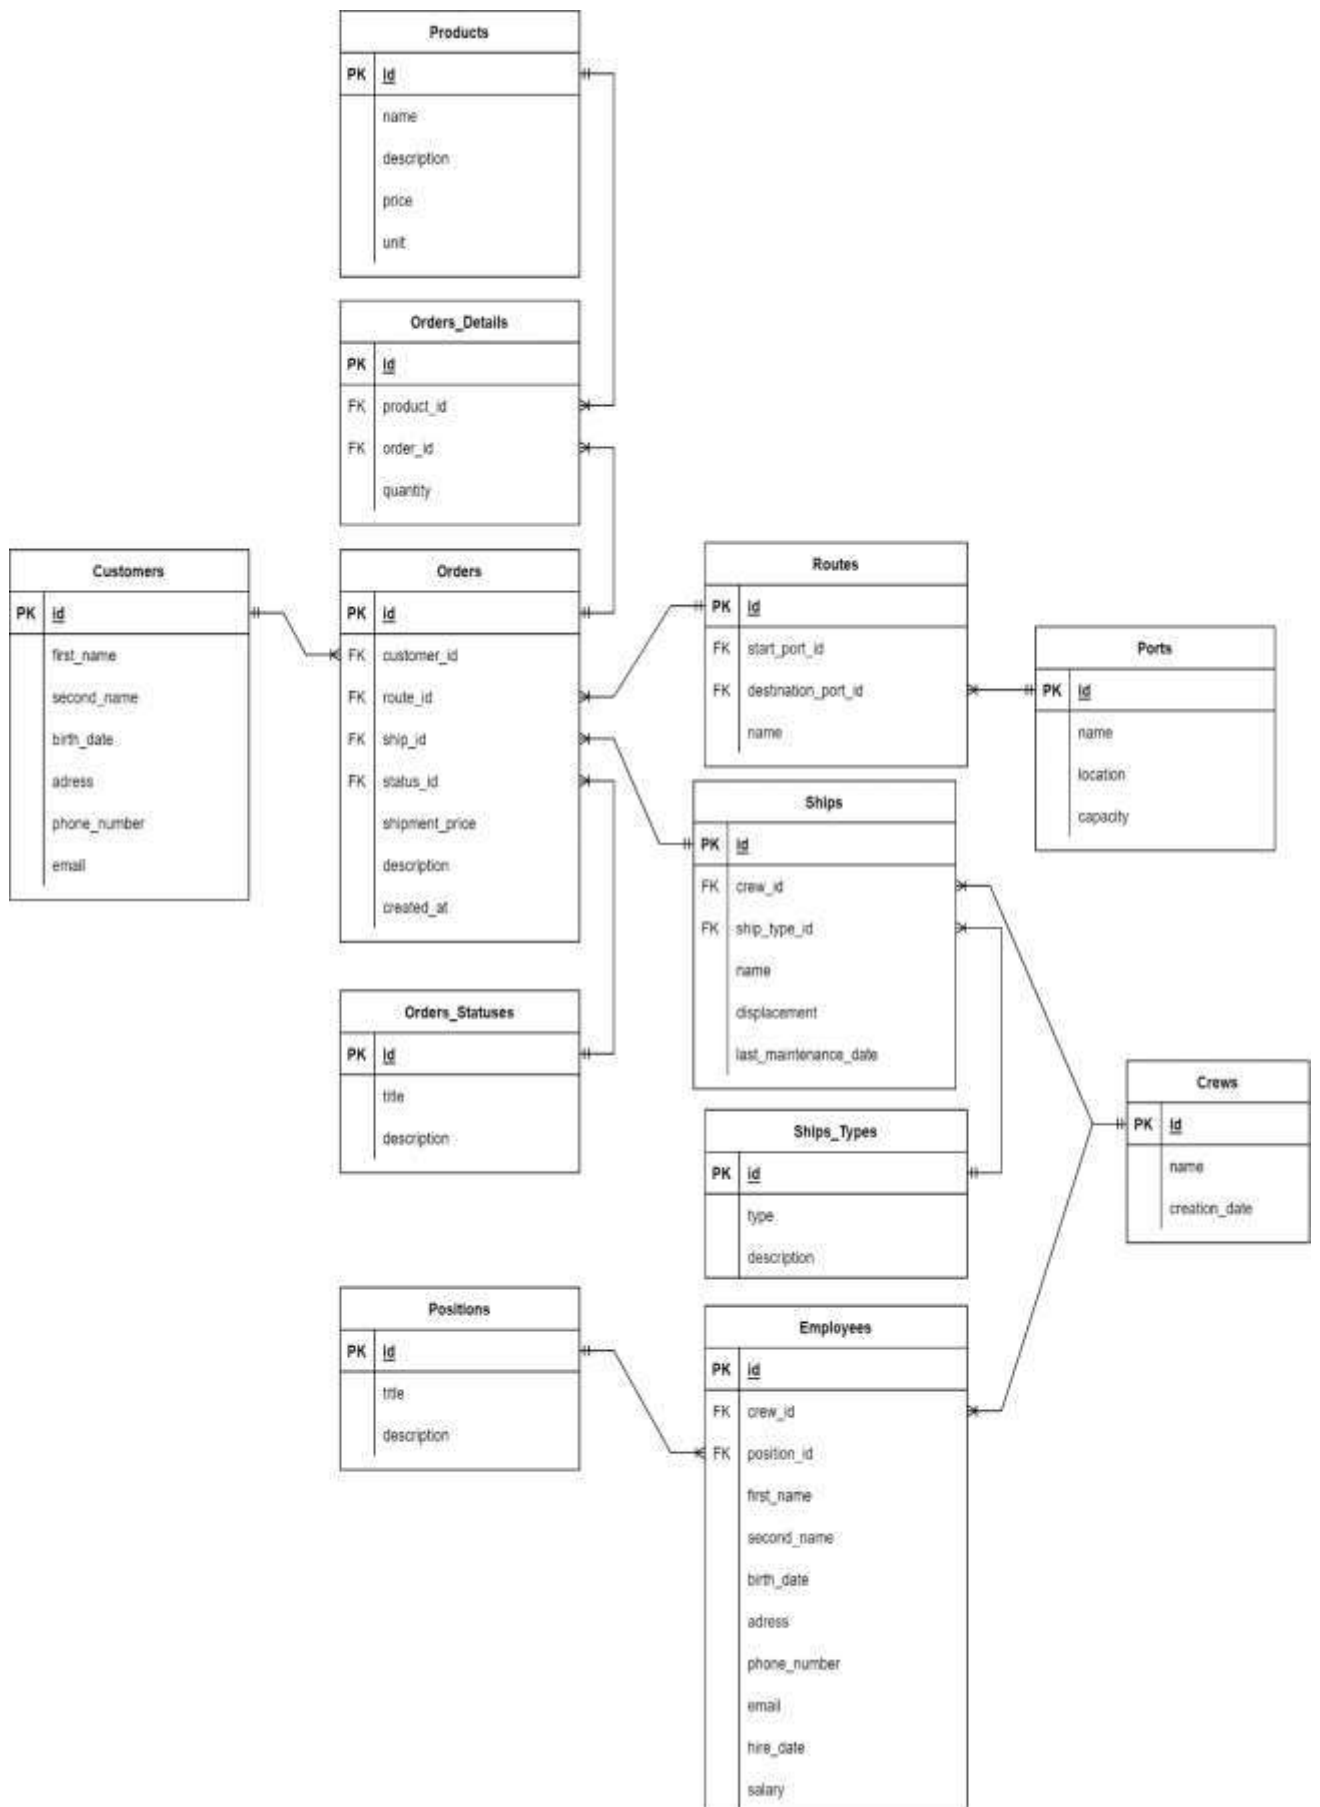 Products
PK id
name
description
price
unit
Orders_Details
PK id
FK product_id
FK order_id
quantity
Customers
PK id
first_name
second_name
birth_date
adress
phone_number
email
Orders
PK id
FK customer_id
FK route_id
FK ship_id
FK status_id
shipment_price
description
created_at
Routes
PK id
FK start_port_id
FK destination_port_id
name
Ports
PK id
name
location
capacity
Ships
PK id
FK crew_id
FK ship_type_id
name
displacement
last_maintenance_date
Orders_Statuses
PK id
title
description
Ships_Types
PK id
type
description
Crews
PK id
name
creation_date
Positions
PK id
title
description
Employees
PK id
FK crew_id
FK position_id
first_name
second_name
birth_date
adress
phone_number
email
hire_date
salary